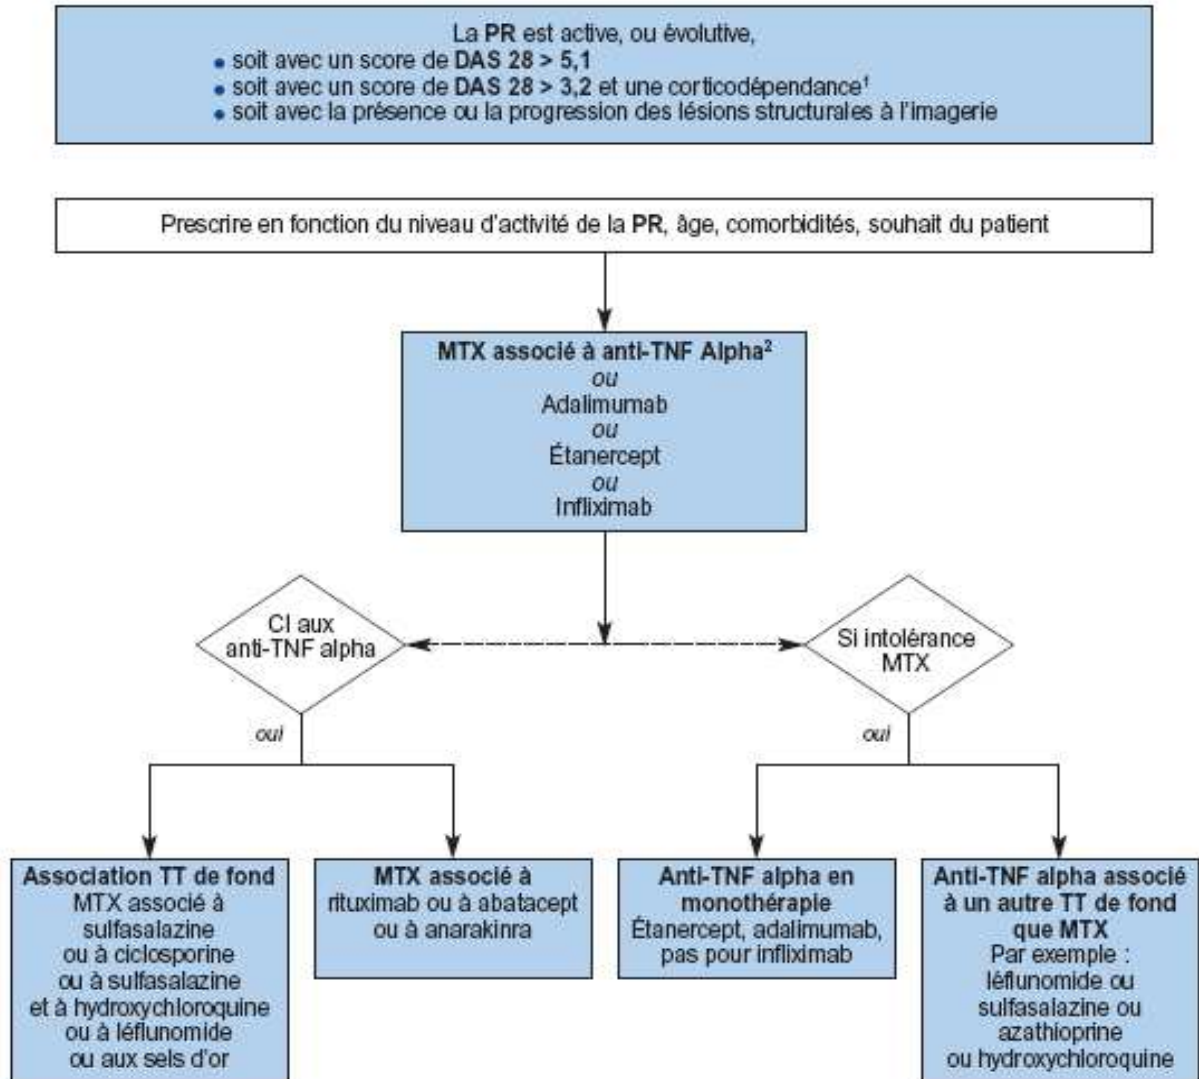 La PR est active, ou évolutive,
• soit avec un score de DAS 28 > 5,1
• soit avec un score de DAS 28 > 3,2 et une corticodépendance¹
• soit avec la présence ou la progression des lésions structurales à l'imagerie
Prescrire en fonction du niveau d'activité de la PR, âge, comorbidités, souhait du patient
MTX associé à anti-TNF Alpha²
ou
Adalimumab
ou
Étanercept
ou
Infliximab
CI aux
anti-TNF alpha
Si intolérance
MTX
oui
oui
Association TT de fond
MTX associé à
sulfasalazine
ou à ciclosporine
ou à sulfasalazine
et à hydroxychloroquine
ou à léflunomide
ou aux sels d'or
MTX associé à
rituximab ou à abatacept
ou à anarakinra
Anti-TNF alpha en
monothérapie
Étanercept, adalimumab,
pas pour infliximab
Anti-TNF alpha associé
à un autre TT de fond
que MTX
Par exemple :
léflunomide ou
sulfasalazine ou
azathioprine
ou hydroxychloroquine